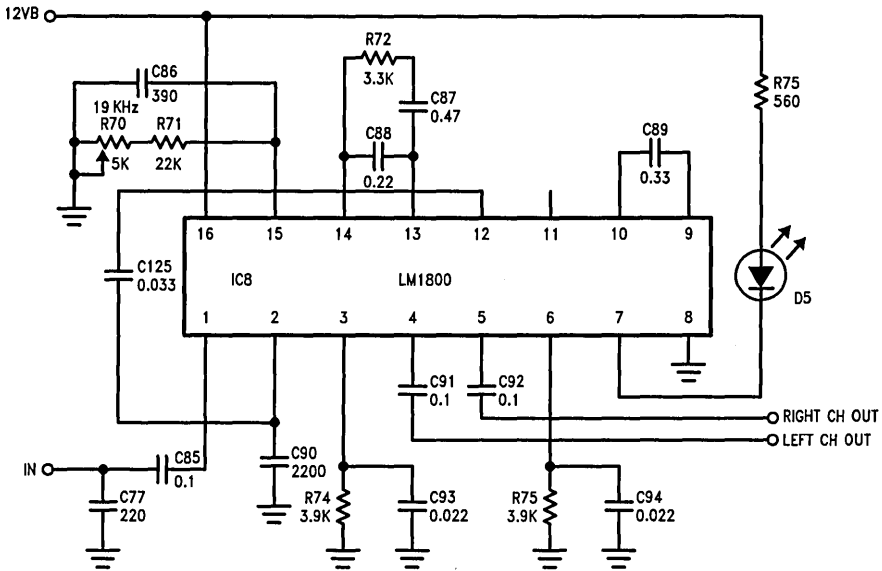 12VB
C86
390
19 KHz
R70
R71
5K
22K
R72
3.3K
C87
0.47
C88
0.22
C89
0.33
R75
560
D5
16
15
14
13
12
11
10
9
C125
0.033
IC8
LM1800
1
2
3
4
5
6
7
8
C91
0.1
C92
0.1
RIGHT CH OUT
LEFT CH OUT
IN
C85
0.1
C77
220
C90
2200
R74
3.9K
C93
0.022
R75
3.9K
C94
0.022